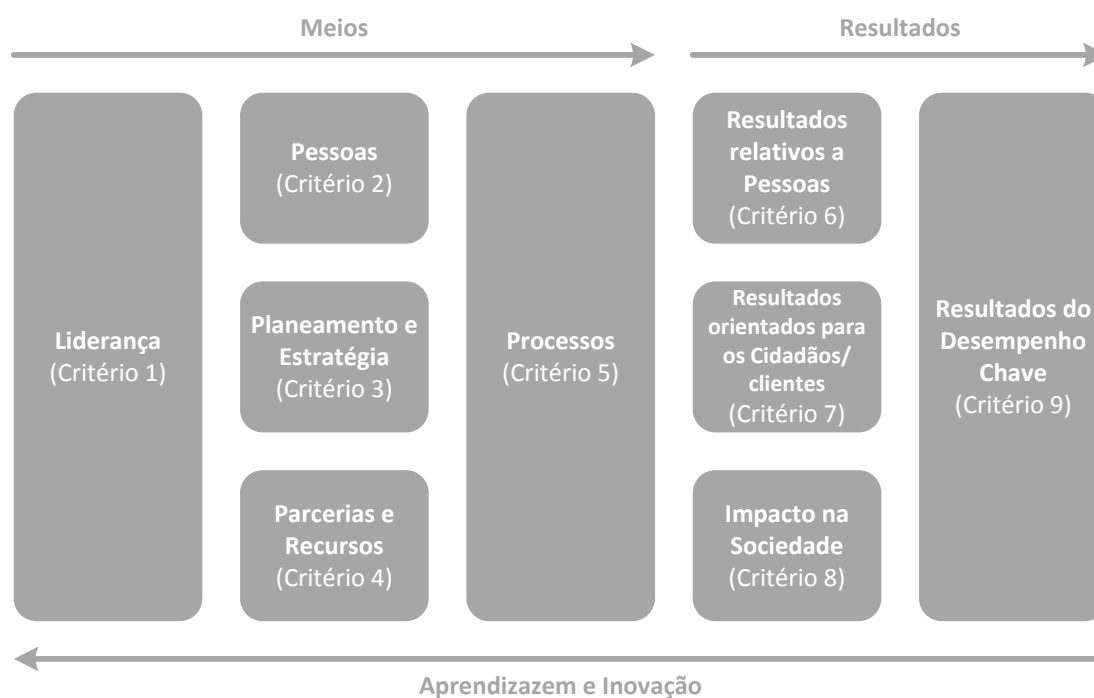 Meios
Resultados
Liderança
(Critério 1)
Pessoas
(Critério 2)
Planeamento e
Estratégia
(Critério 3)
Parcerias e
Recursos
(Critério 4)
Processos
(Critério 5)
Resultados
relativos a
Pessoas
(Critério 6)
Resultados
orientados para
os Cidadãos/
clientes
(Critério 7)
Impacto na
Sociedade
(Critério 8)
Resultados do
Desempenho
Chave
(Critério 9)
Aprendizazem e Inovação